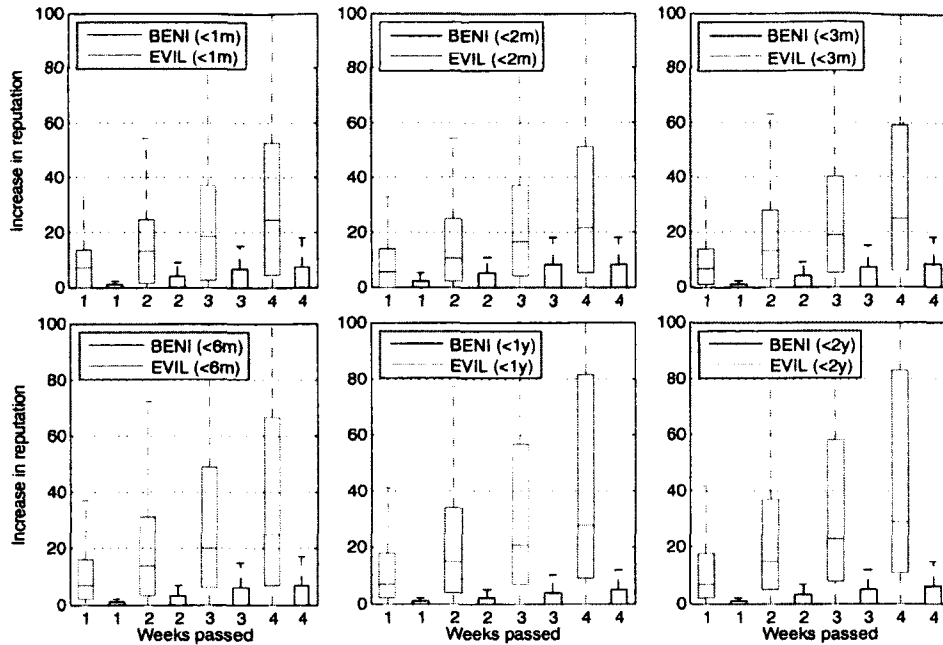 100
80
60
40
20
0
Increase in reputation
BENI (<1m)
EVIL (<1m)
1 1 2 2 3 3 4 4
100
80
60
40
20
0
BENI (<2m)
EVIL (<2m)
1 1 2 2 3 3 4 4
100
80
60
40
20
0
BENI (<3m)
EVIL (<3m)
1 1 2 2 3 3 4 4
100
80
60
40
20
0
Increase in reputation
BENI (<6m)
EVIL (<6m)
1 1 2 2 3 3 4 4
Weeks passed
100
80
60
40
20
0
BENI (<1y)
EVIL (<1y)
1 1 2 2 3 3 4 4
Weeks passed
100
80
60
40
20
0
BENI (<2y)
EVIL (<2y)
1 1 2 2 3 3 4 4
Weeks passed